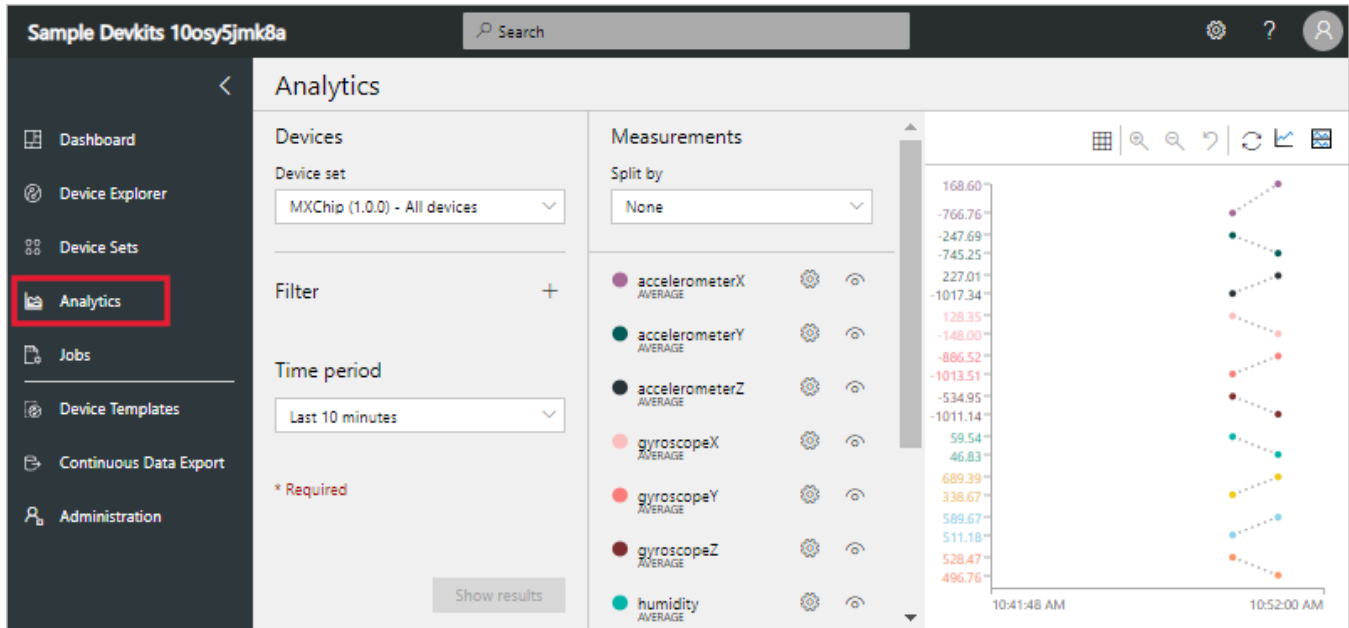 Sample Devkits 10osy5jmk8a
Search
?
Analytics
Dashboard
Device Explorer
Device Sets
Analytics
Jobs
Device Templates
Continuous Data Export
Administration
Devices
Device set
MXChip (1.0.0) - All devices
Filter
Time period
Last 10 minutes
* Required
Show results
Measurements
Split by
None
accelerometerX
AVERAGE
accelerometerY
AVERAGE
accelerometerZ
AVERAGE
gyroscopeX
AVERAGE
gyroscopeY
AVERAGE
gyroscopeZ
AVERAGE
humidity
AVERAGE
168.60
-766.76
-247.69
-745.25
227.01
-1017.34
128.35
-148.00
-886.52
-1013.51
-534.95
-1011.14
59.54
46.83
689.39
338.67
589.67
511.18
528.47
496.76
10:41:48 AM
10:52:00 AM